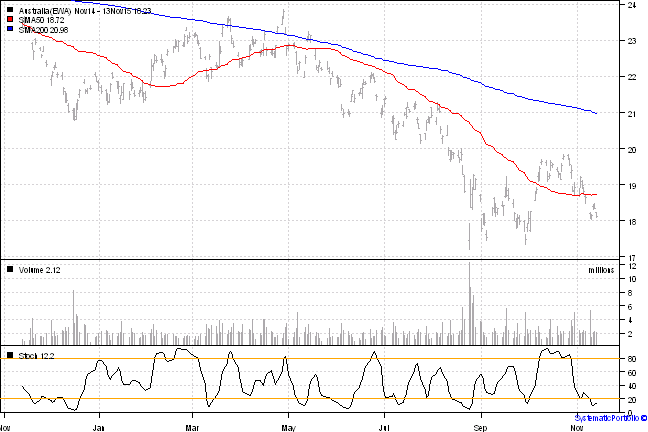 Australia(EWA) Nov14 - 13Nov15 18.23
SMA50 18.72
SMA200 20.98
24
23
22
21
20
19
18
17
Volume 2.12
millions
12
10
8
6
4
2
Stoch 12.2
80
60
40
20
0
Nov Jan Mar May Jul Sep Nov
SystematicPortfolio ©